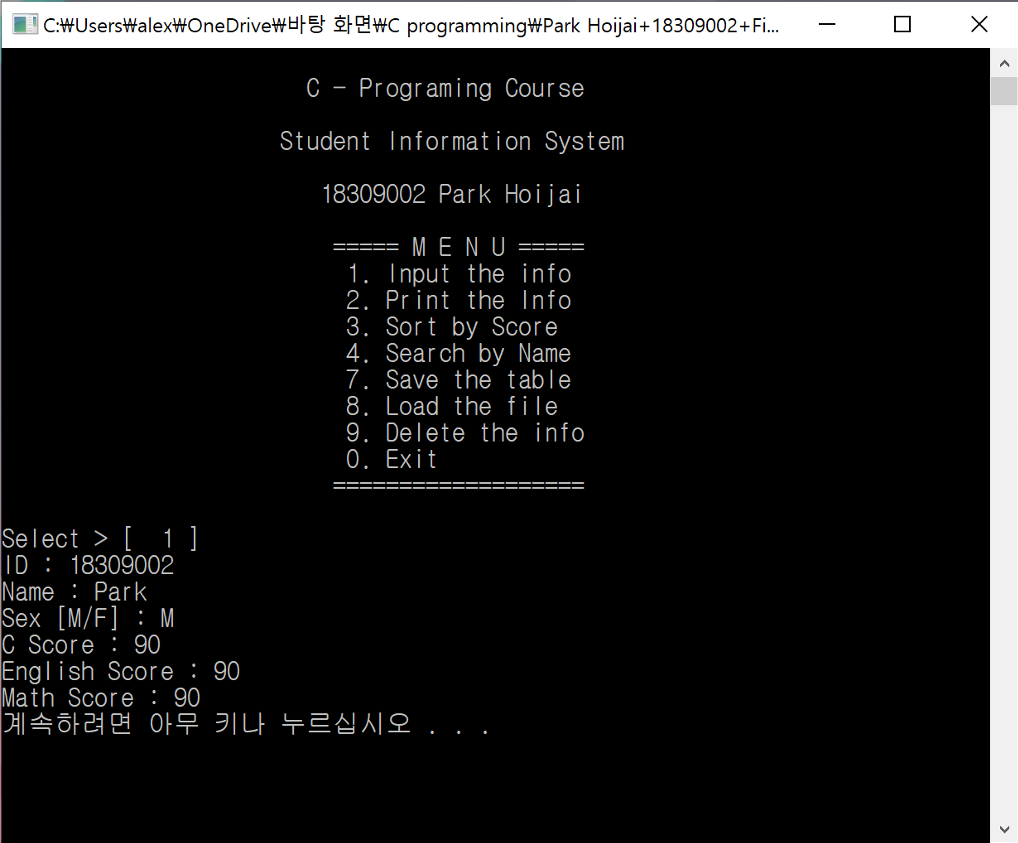 C:₩Users₩alex₩OneDrive₩바탕 화면₩C programming₩Park Hoijai+18309002+Fi...
C - Programing Course
Student Information System
18309002 Park Hoijai
===== M E N U =====
1. Input the info
2. Print the Info
3. Sort by Score
4. Search by Name
7. Save the table
8. Load the file
9. Delete the info
0. Exit
===================
Select > [  1 ]
ID : 18309002
Name : Park
Sex [M/F] : M
C Score : 90
English Score : 90
Math Score : 90
계속하려면 아무 키나 누르십시오 . . .